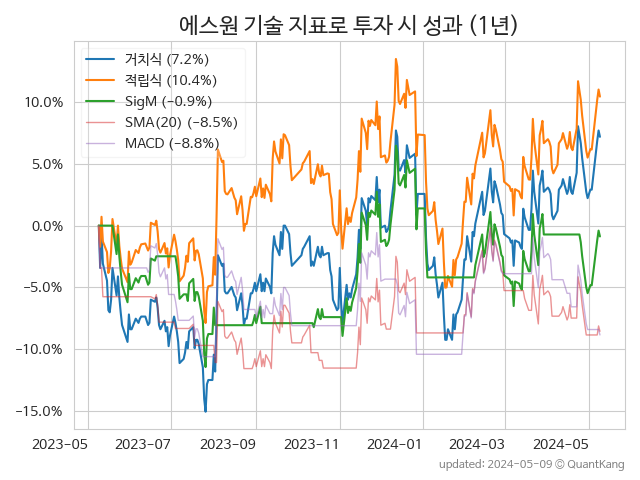 에스원 기술 지표로 투자 시 성과 (1년)
거치식 (7.2%)
적립식 (10.4%)
SigM (−0.9%)
SMA(20) (−8.5%)
MACD (−8.8%)
10.0%
5.0%
0.0%
−5.0%
−10.0%
−15.0%
2023−05 2023−07 2023−09 2023−11 2024−01 2024−03 2024−05
updated: 2024−05−09 © QuantKang